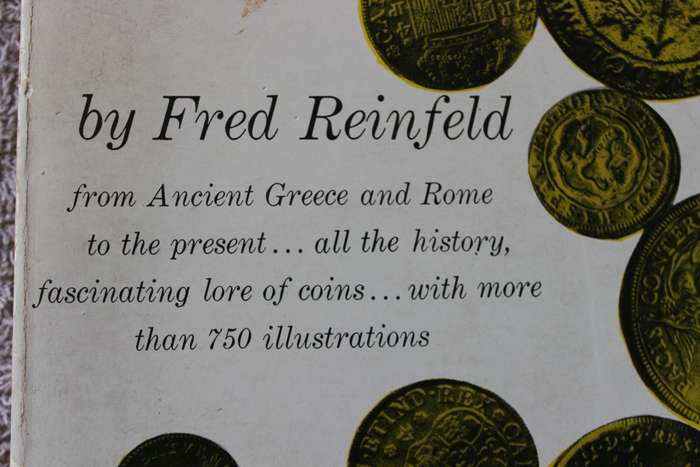 by Fred Reinfeld
from Ancient Greece and Rome
to the present... all the history,
fascinating lore of coins...with more
than 750 illustrations